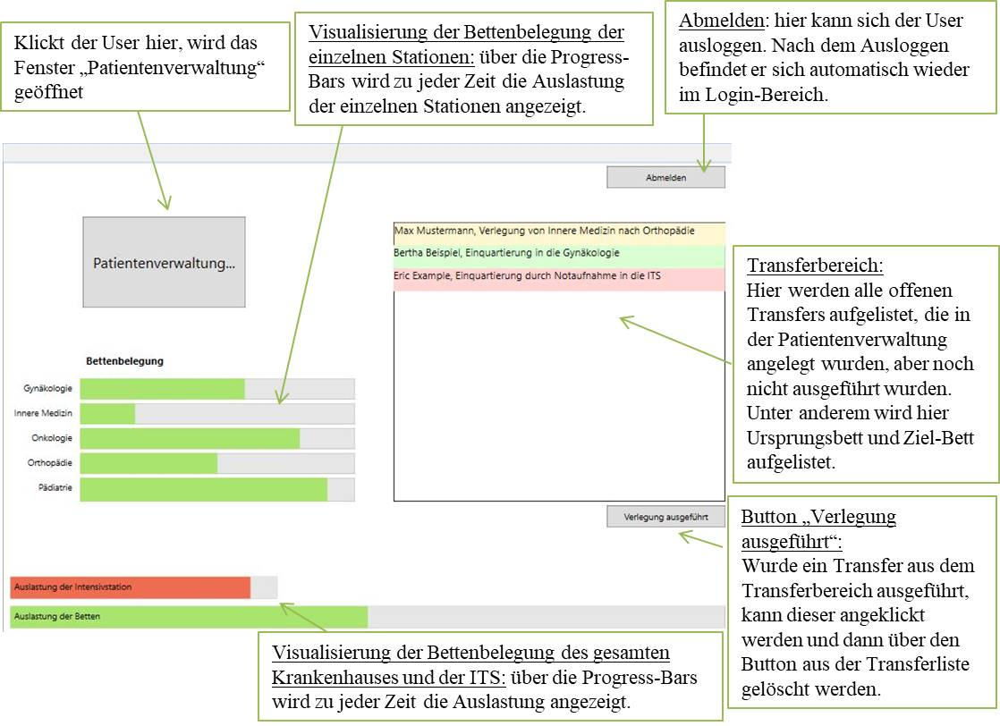 Klickt der User hier, wird das
Fenster „Patientenverwaltung“
geöffnet
Visualisierung der Bettenbelegung der
einzelnen Stationen: über die Progress-
Bars wird zu jeder Zeit die Auslastung
der einzelnen Stationen angezeigt.
Abmelden: hier kann sich der User
ausloggen. Nach dem Ausloggen
befindet er sich automatisch wieder
im Login-Bereich.
Abmelden
Patientenverwaltung...
Max Mustermann, Verlegung von Innere Medizin nach Orthopädie
Bertha Beispiel, Einquartierung in die Gynäkologie
Eric Example, Einquartierung durch Notaufnahme in die ITS
Transferbereich:
Hier werden alle offenen
Transfers aufgelistet, die in
der Patientenverwaltung
angelegt wurden, aber noch
nicht ausgeführt wurden.
Unter anderem wird hier
Ursprungsbett und Ziel-Bett
aufgelistet.
Bettenbelegung
Gynäkologie
Innere Medizin
Onkologie
Orthopädie
Pädiatrie
Verlegung ausgeführt
Button „Verlegung
ausgeführt“:
Wurde ein Transfer aus dem
Transferbereich ausgeführt,
kann dieser angeklickt
werden und dann über den
Button aus der Transferliste
gelöscht werden.
Auslastung der Intensivstation
Auslastung der Betten
Visualisierung der Bettenbelegung des gesamten
Krankenhauses und der ITS: über die Progress-Bars
wird zu jeder Zeit die Auslastung angezeigt.